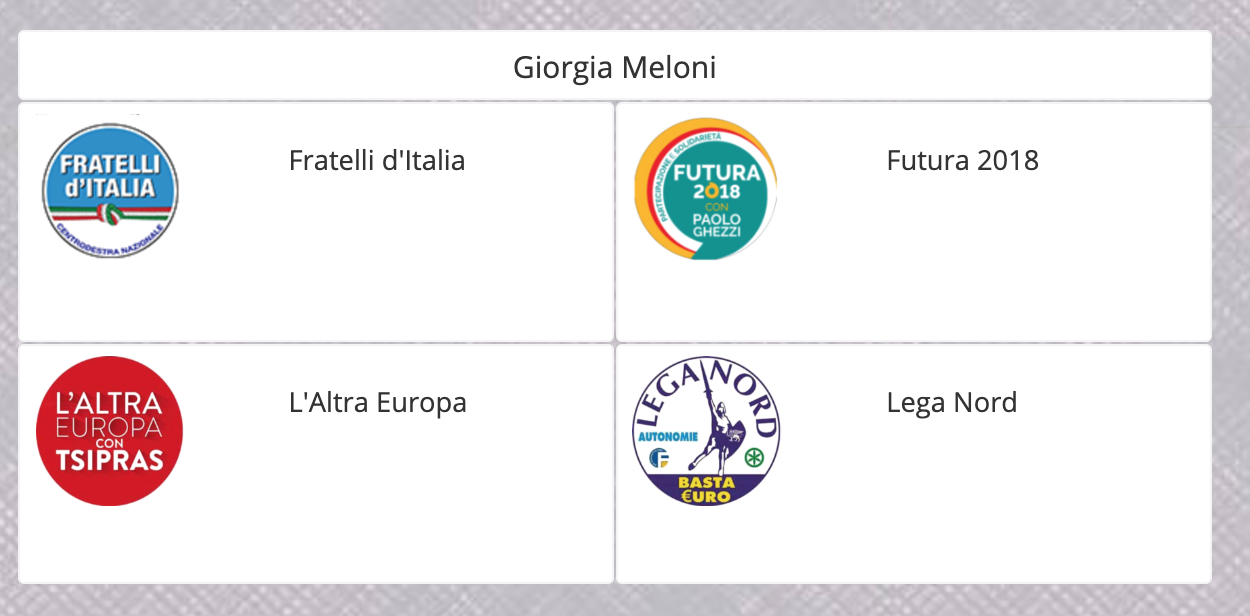 Giorgia Meloni
FRATELLI
d'ITALIA
CENTRODESTRA NAZIONALE
Fratelli d'Italia
PARTECIPAZIONE E SOLIDARIETÀ
FUTURA
2018
CON
PAOLO
GHEZZI
Futura 2018
L'ALTRA
EUROPA
CON
TSIPRAS
L'Altra Europa
LEGA NORD
AUTONOMIE
BASTA
€URO
Lega Nord